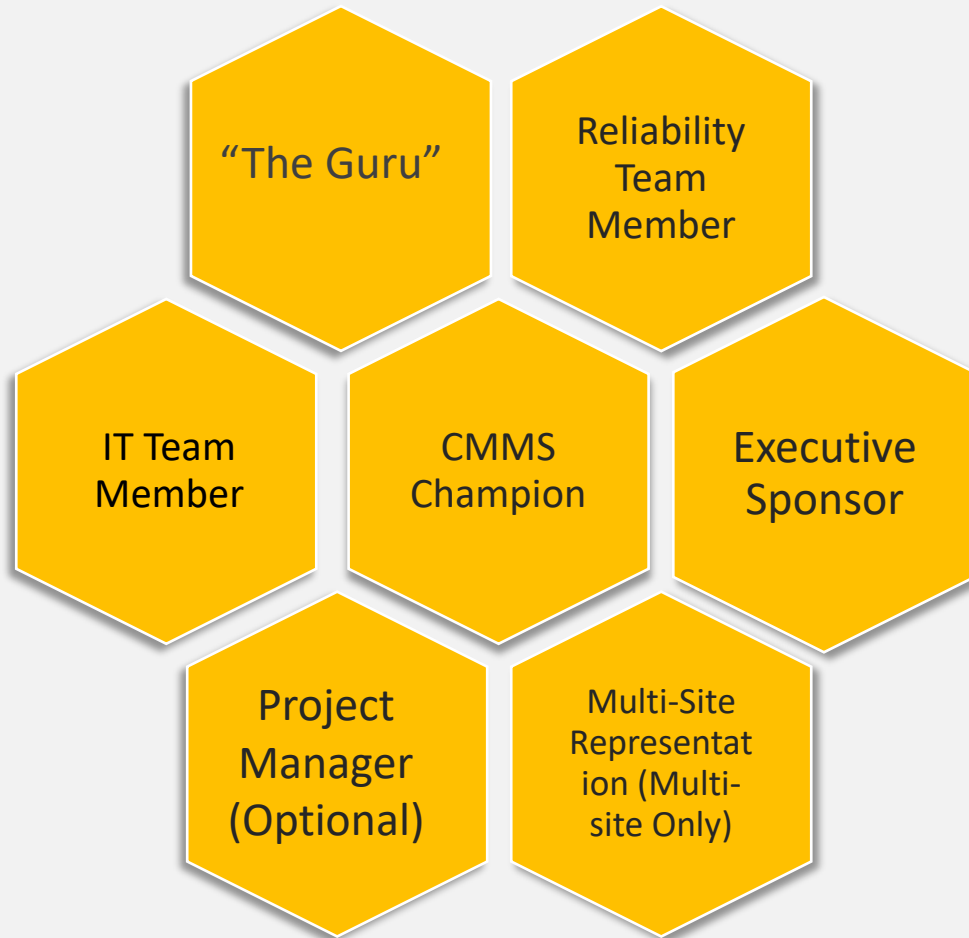 “The Guru”
Reliability
Team
Member
IT Team
Member
CMMS
Champion
Executive
Sponsor
Project
Manager
(Optional)
Multi-Site
Representat
ion (Multi-
site Only)